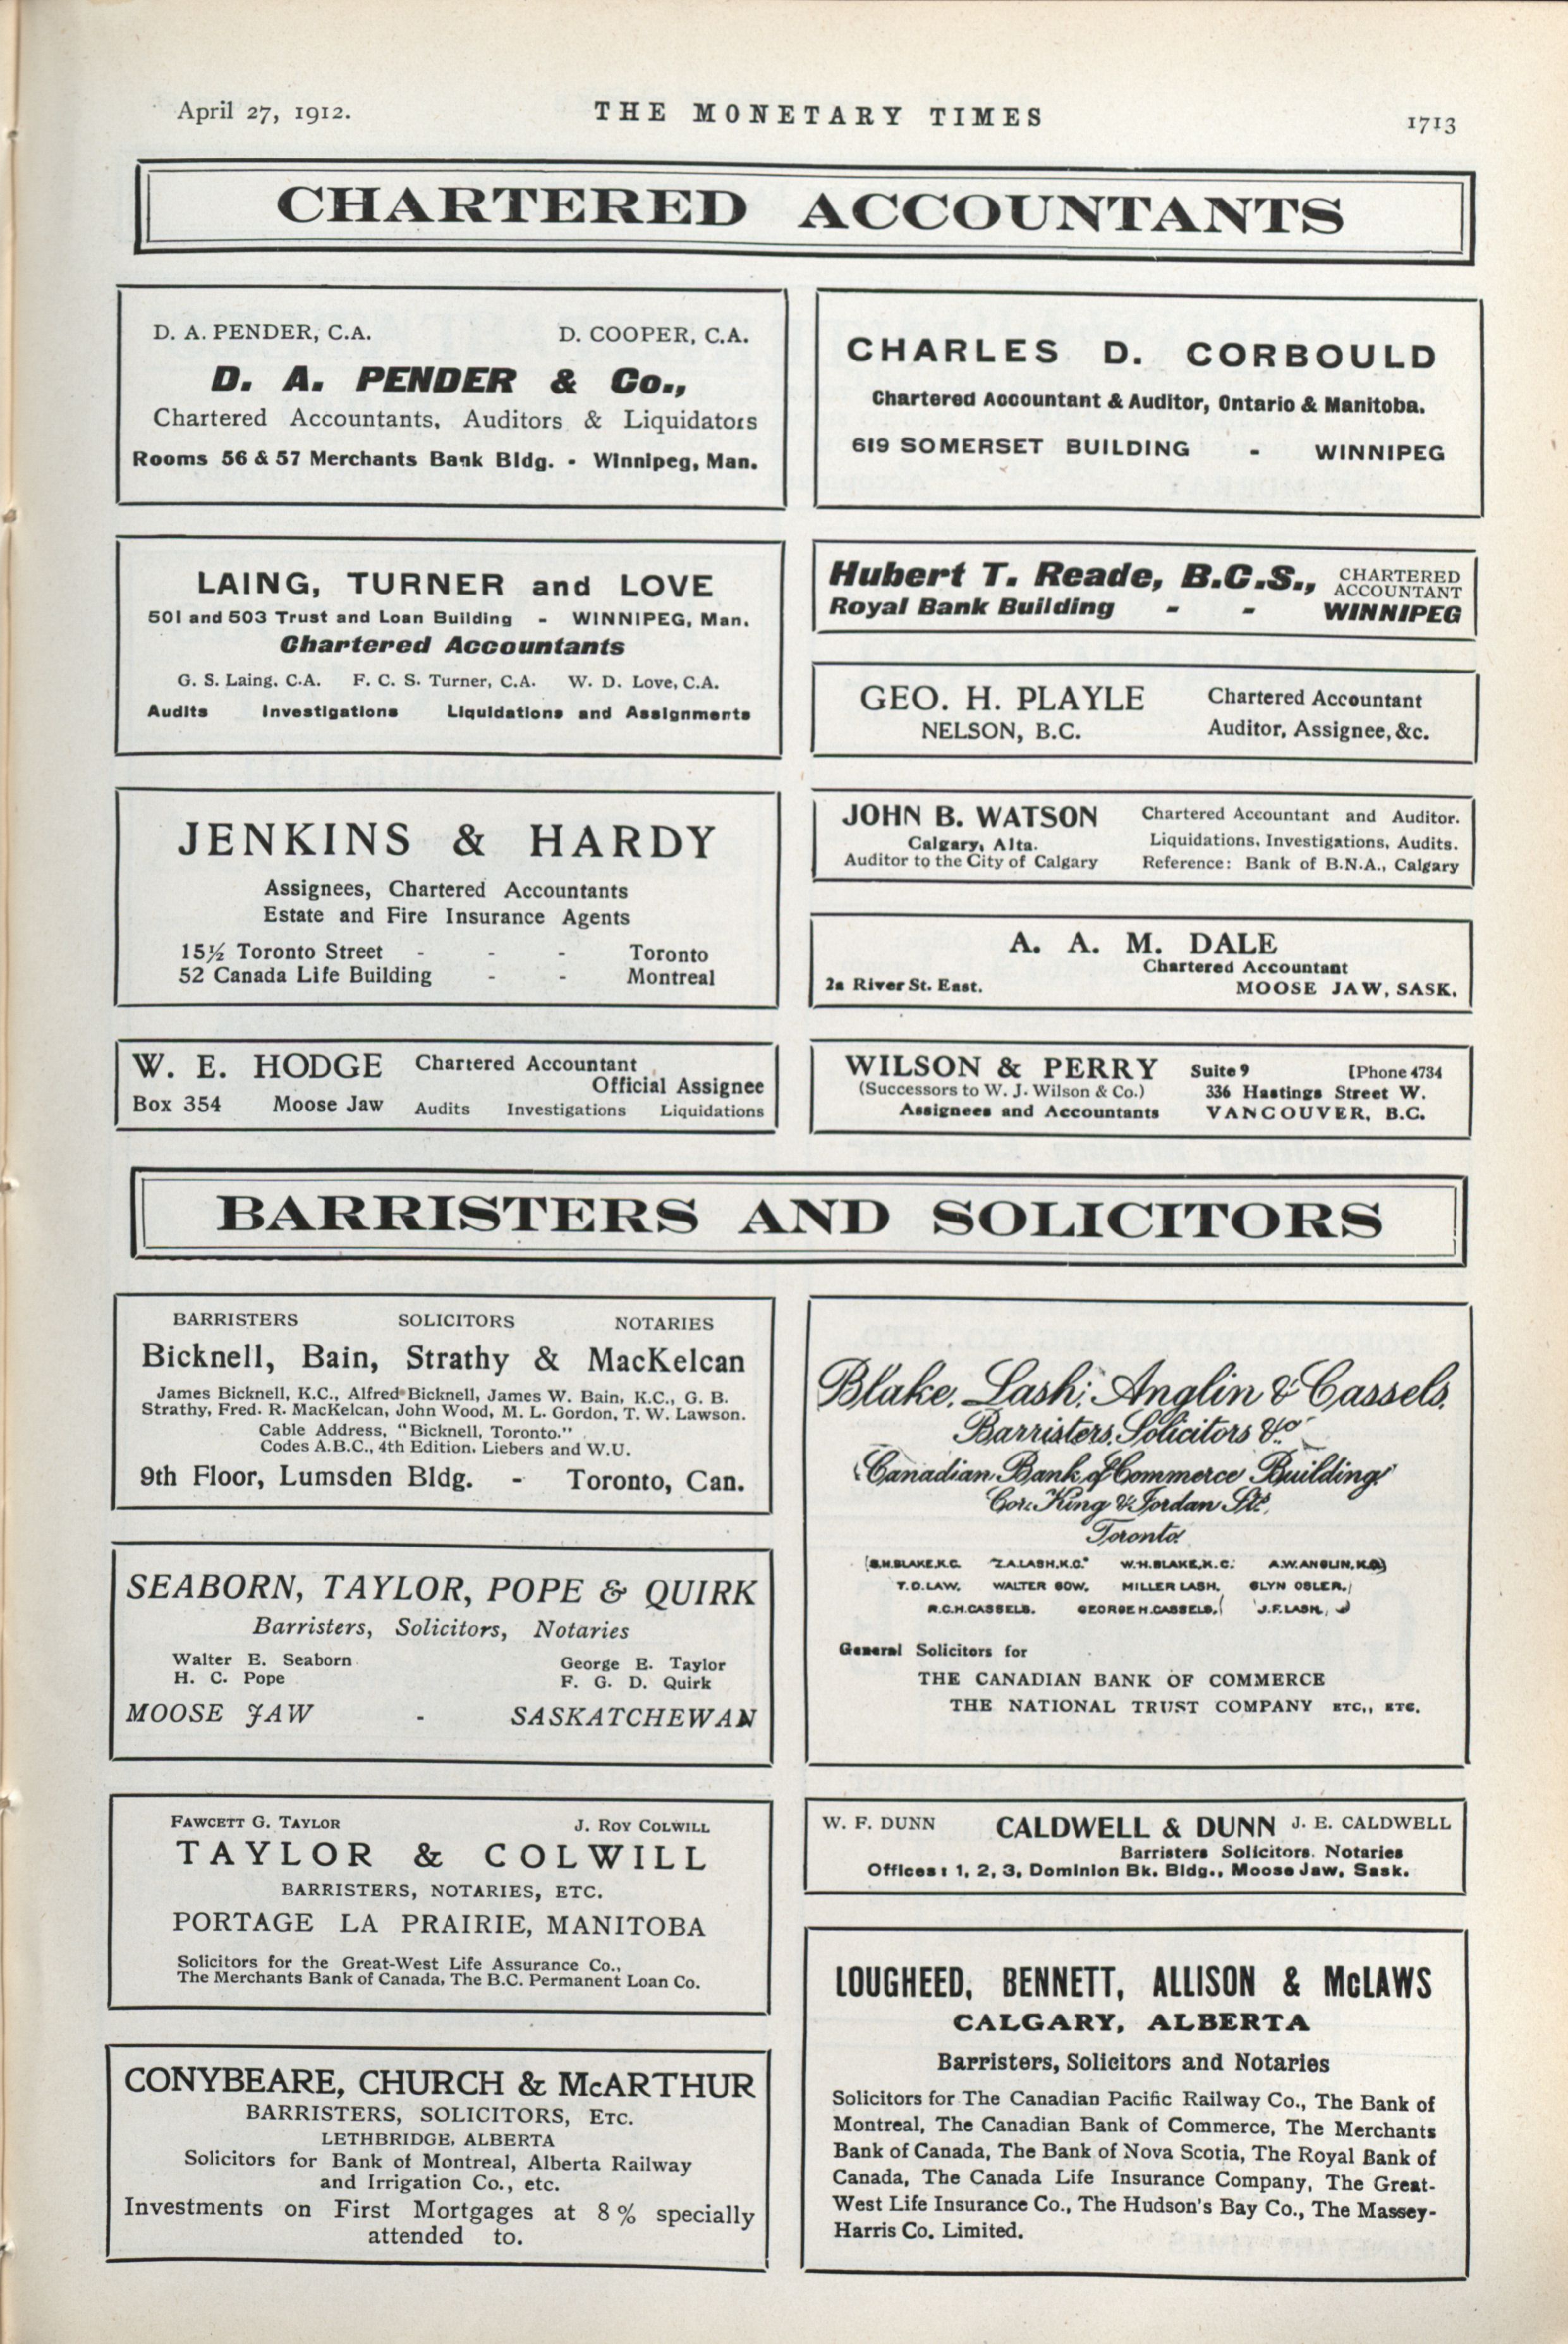 April 27, 1912.
THE MONETARY TIMES
1713
CHARTERED ACCOUNTANTS
D. A. PENDER, C.A. D. COOPER, C.A.
D. A. PENDER & Co.,
Chartered Accountants, Auditors & Liquidators
Rooms 56 & 57 Merchants Bank Bldg. - Winnipeg, Man.
LAING, TURNER and LOVE
501 and 503 Trust and Loan Building - WINNIPEG, Man.
Chartered Accountants
G. S. Laing, C.A. F. C. S. Turner, C.A. W. D. Love, C.A.
Audits Investigations Liquidations and Assignments
JENKINS & HARDY
Assignees, Chartered Accountants
Estate and Fire Insurance Agents
15½ Toronto Street - - - Toronto
52 Canada Life Building - - Montreal
W. E. HODGE Chartered Accountant
Official Assignee
Box 354 Moose Jaw Audits Investigations Liquidations
CHARLES D. CORBOULD
Chartered Accountant & Auditor, Ontario & Manitoba.
619 SOMERSET BUILDING - WINNIPEG
Hubert T. Reade, B.C.S., CHARTERED ACCOUNTANT
Royal Bank Building - - WINNIPEG
GEO. H. PLAYLE Chartered Accountant
NELSON, B.C. Auditor, Assignee, &c.
JOHN B. WATSON Chartered Accountant and Auditor.
Calgary, Alta. Liquidations, Investigations, Audits.
Auditor to the City of Calgary Reference: Bank of B.N.A., Calgary
A. A. M. DALE
Chartered Accountant
2a River St. East. MOOSE JAW, SASK.
WILSON & PERRY Suite 9 [Phone 4734
(Successors to W. J. Wilson & Co.) 336 Hastings Street W.
Assignees and Accountants VANCOUVER, B.C.
BARRISTERS AND SOLICITORS
BARRISTERS SOLICITORS NOTARIES
Bicknell, Bain, Strathy & MacKelcan
James Bicknell, K.C., Alfred Bicknell, James W. Bain, K.C., G. B.
Strathy, Fred. R. MacKelcan, John Wood, M. L. Gordon, T. W. Lawson.
Cable Address, "Bicknell, Toronto."
Codes A.B.C., 4th Edition. Liebers and W.U.
9th Floor, Lumsden Bldg. - Toronto, Can.
SEABORN, TAYLOR, POPE & QUIRK
Barristers, Solicitors, Notaries
Walter E. Seaborn George E. Taylor
H. C. Pope F. G. D. Quirk
MOOSE JAW - SASKATCHEWAN
FAWCETT G. TAYLOR J. ROY COLWILL
TAYLOR & COLWILL
BARRISTERS, NOTARIES, ETC.
PORTAGE LA PRAIRIE, MANITOBA
Solicitors for the Great-West Life Assurance Co.,
The Merchants Bank of Canada, The B.C. Permanent Loan Co.
CONYBEARE, CHURCH & McARTHUR
BARRISTERS, SOLICITORS, ETC.
LETHBRIDGE, ALBERTA
Solicitors for Bank of Montreal, Alberta Railway
and Irrigation Co., etc.
Investments on First Mortgages at 8% specially
attended to.
Blake, Lash, Anglin & Cassels,
Barristers, Solicitors &c
Canadian Bank of Commerce Building
Cor. King & Jordan Sts.
Toronto.
S.H.BLAKE,K.C. Z.A.LASH,K.C. W.H.BLAKE,K.C. A.W.ANGLIN,K.C.
T.D.LAW, WALTER GOW, MILLER LASH, GLYN OSLER,
R.C.H.CASSELS. GEORGE H.CASSELS, J.F.LASH,
General Solicitors for
THE CANADIAN BANK OF COMMERCE
THE NATIONAL TRUST COMPANY ETC., ETC.
W. F. DUNN CALDWELL & DUNN J. E. CALDWELL
Barristers Solicitors. Notaries
Offices: 1, 2, 3, Dominion Bk. Bldg., Moose Jaw, Sask.
LOUGHEED, BENNETT, ALLISON & McLAWS
CALGARY, ALBERTA
Barristers, Solicitors and Notaries
Solicitors for The Canadian Pacific Railway Co., The Bank of
Montreal, The Canadian Bank of Commerce, The Merchants
Bank of Canada, The Bank of Nova Scotia, The Royal Bank of
Canada, The Canada Life Insurance Company, The Great-
West Life Insurance Co., The Hudson's Bay Co., The Massey-
Harris Co. Limited.